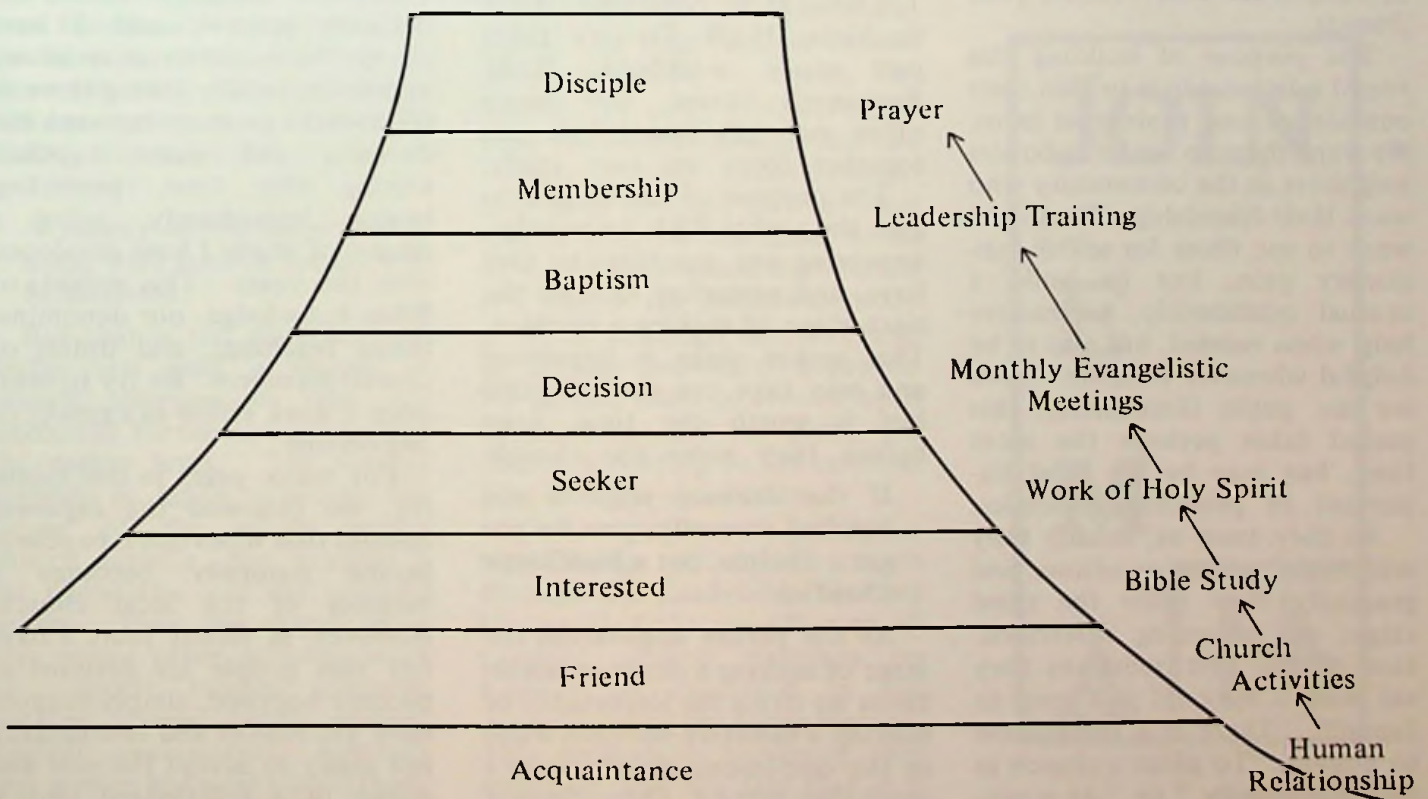 Disciple
Prayer
Membership
Leadership Training
Baptism
Monthly Evangelistic
Meetings
Decision
Seeker
Work of Holy Spirit
Interested
Bible Study
Church
Activities
Friend
Human
Relationship
Acquaintance